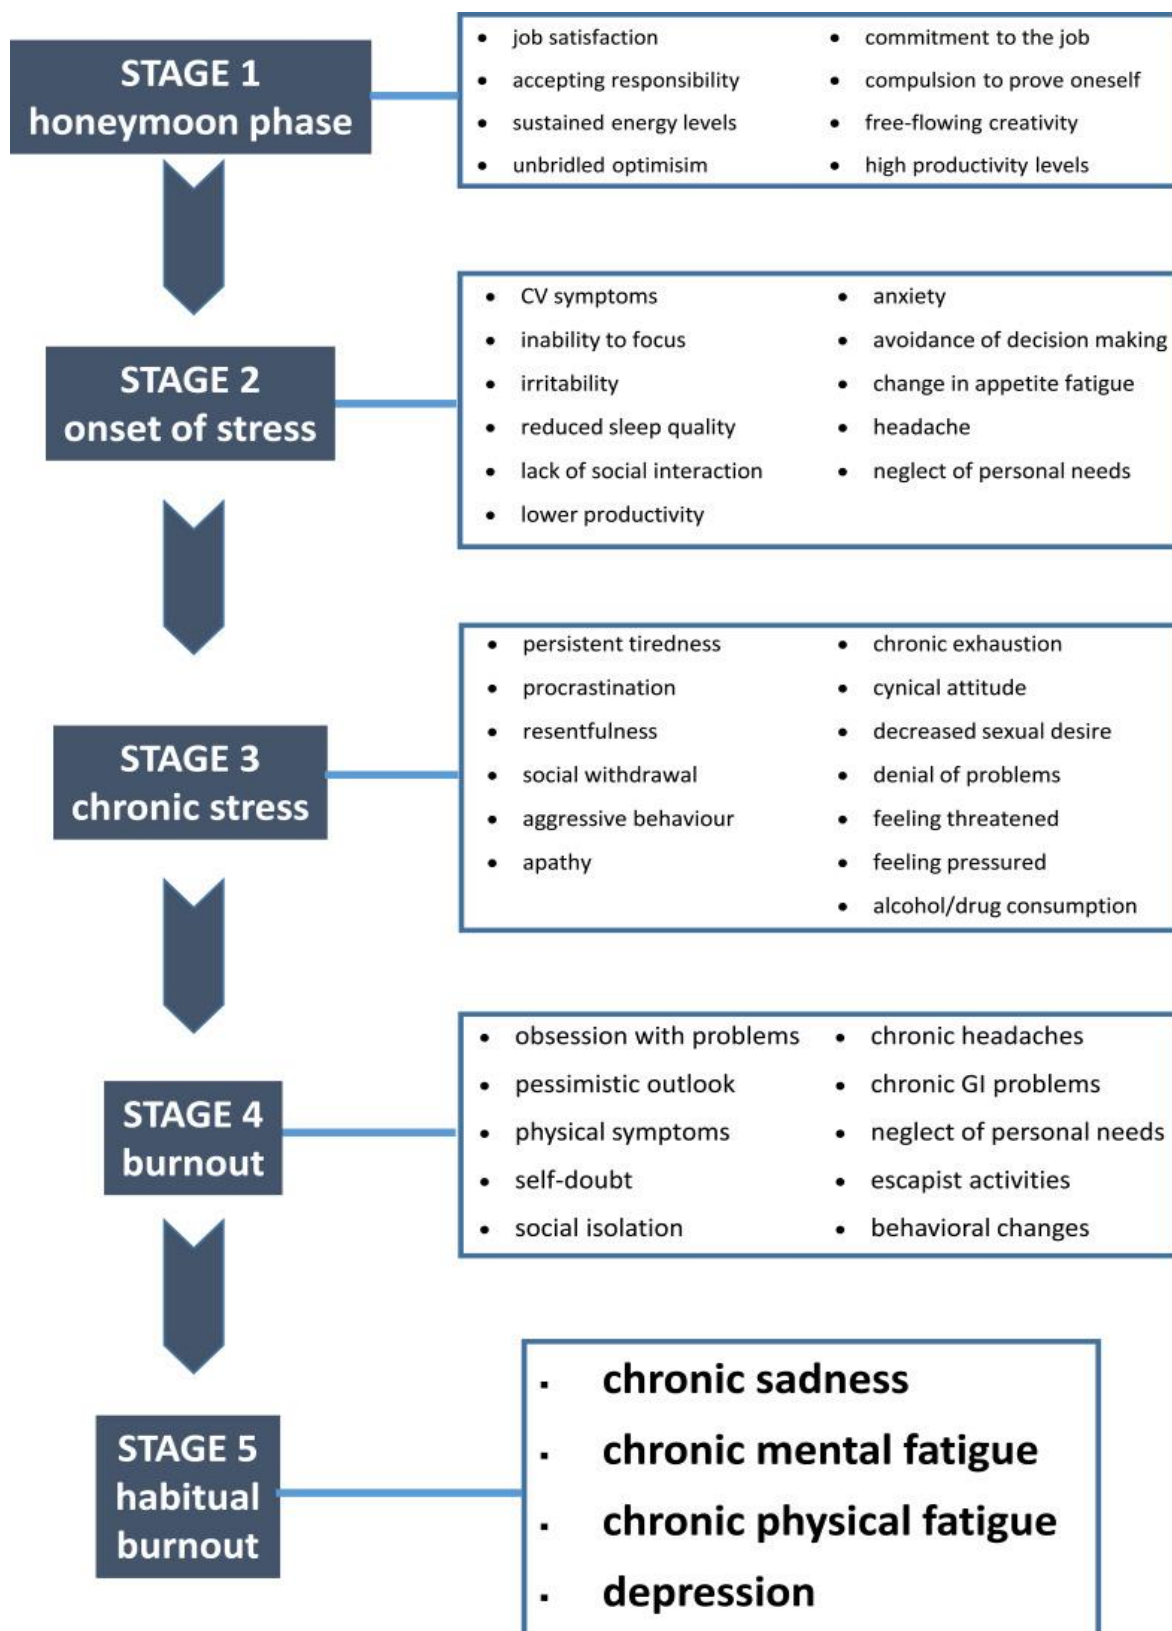 STAGE 1
honeymoon phase
job satisfaction
accepting responsibility
sustained energy levels
unbridled optimisim
commitment to the job
compulsion to prove oneself
free-flowing creativity
high productivity levels
STAGE 2
onset of stress
CV symptoms
inability to focus
irritability
reduced sleep quality
lack of social interaction
lower productivity
anxiety
avoidance of decision making
change in appetite fatigue
headache
neglect of personal needs
STAGE 3
chronic stress
persistent tiredness
procrastination
resentfulness
social withdrawal
aggressive behaviour
apathy
chronic exhaustion
cynical attitude
decreased sexual desire
denial of problems
feeling threatened
feeling pressured
alcohol/drug consumption
STAGE 4
burnout
obsession with problems
pessimistic outlook
physical symptoms
self-doubt
social isolation
chronic headaches
chronic GI problems
neglect of personal needs
escapist activities
behavioral changes
STAGE 5
habitual
burnout
chronic sadness
chronic mental fatigue
chronic physical fatigue
depression